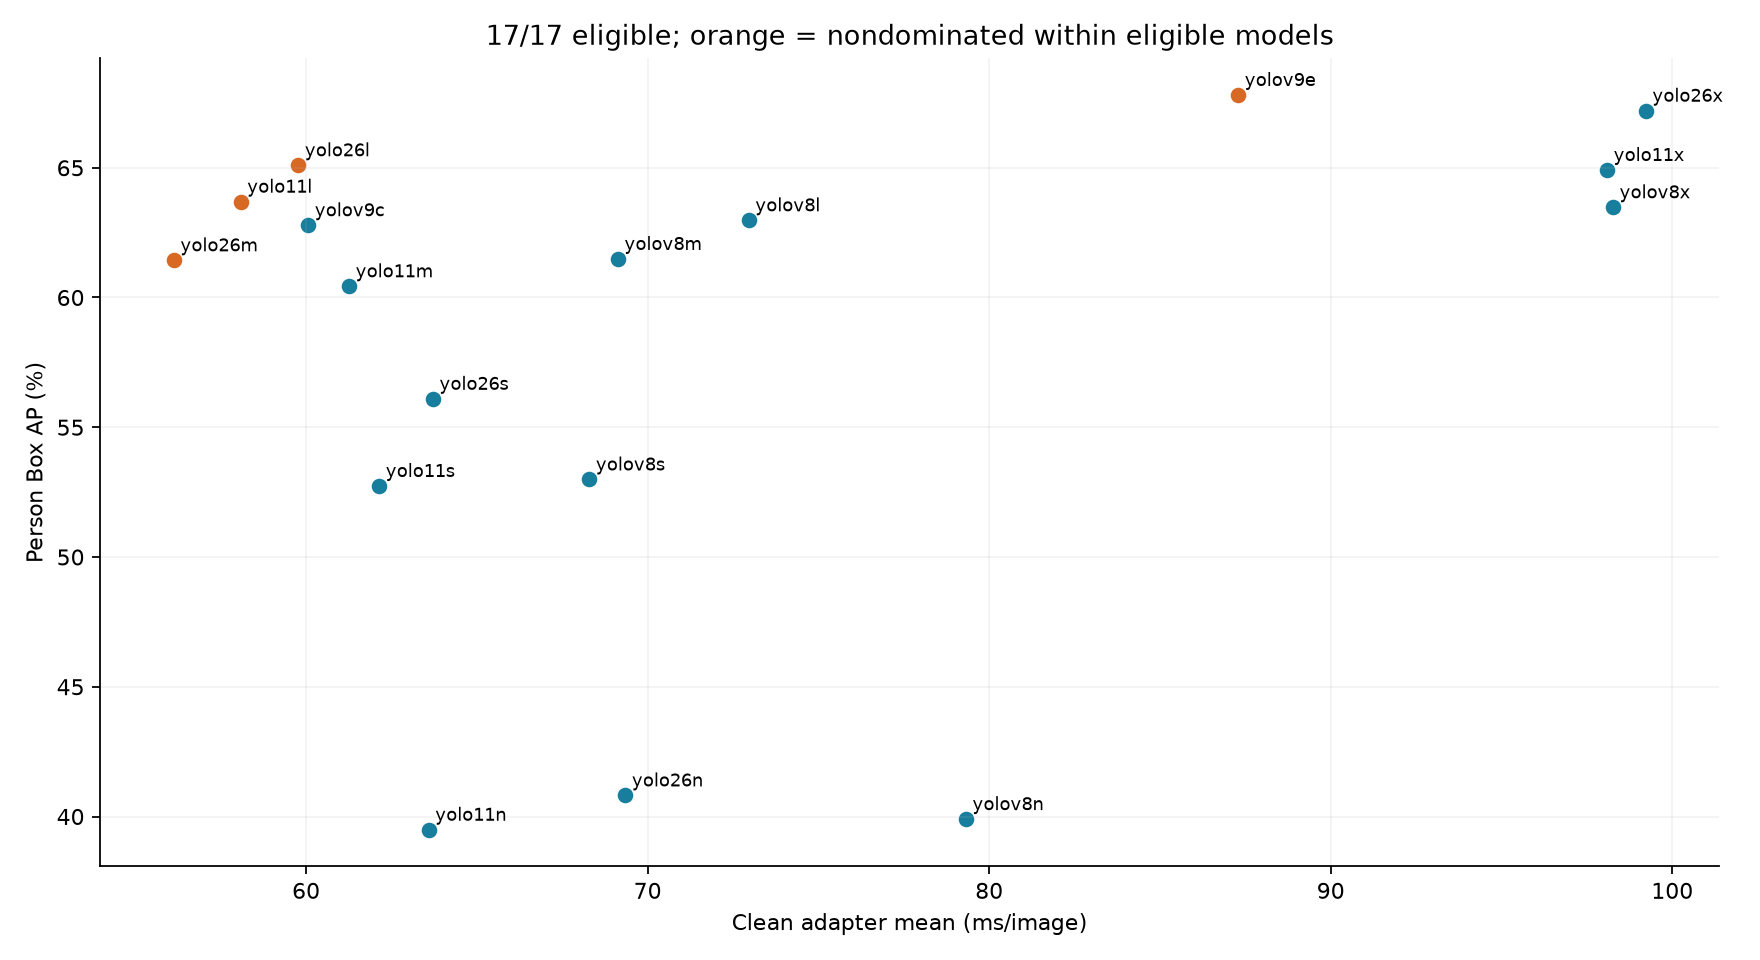 17/17 eligible; orange = nondominated within eligible models
yolov9e
yolo26x
yolo26l
yolo11x
yolo11l
yolov8x
yolov9c
yolov8l
yolo26m
yolov8m
yolo11m
yolo26s
yolo11s
yolov8s
yolo26n
yolo11n
yolov8n
65
60
55
50
45
40
Person Box AP (%)
60 70 80 90 100
Clean adapter mean (ms/image)